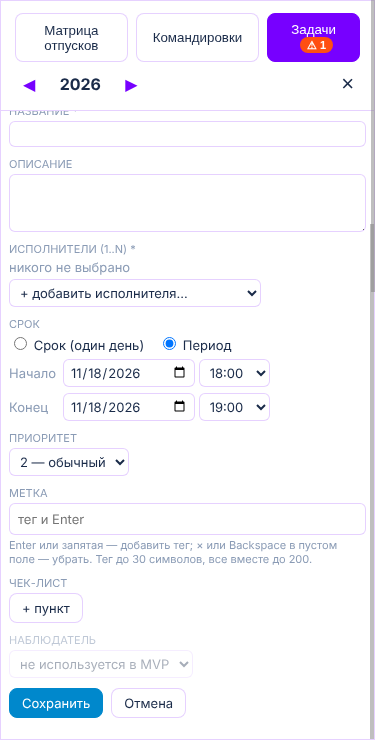 Матрица
отпусков
Командировки
Задачи
⚠ 1
◀ 2026 ▶ ×
НАЗВАНИЕ
ОПИСАНИЕ
ИСПОЛНИТЕЛИ (1..N) *
никого не выбрано
+ добавить исполнителя...
СРОК
Срок (один день) Период
Начало 11/18/2026 18:00
Конец 11/18/2026 19:00
ПРИОРИТЕТ
2 — обычный
МЕТКА
тег и Enter
Enter или запятая — добавить тег; × или Backspace в пустом
поле — убрать. Тег до 30 символов, все вместе до 200.
ЧЕК-ЛИСТ
+ пункт
НАБЛЮДАТЕЛЬ
не используется в MVP
Сохранить Отмена